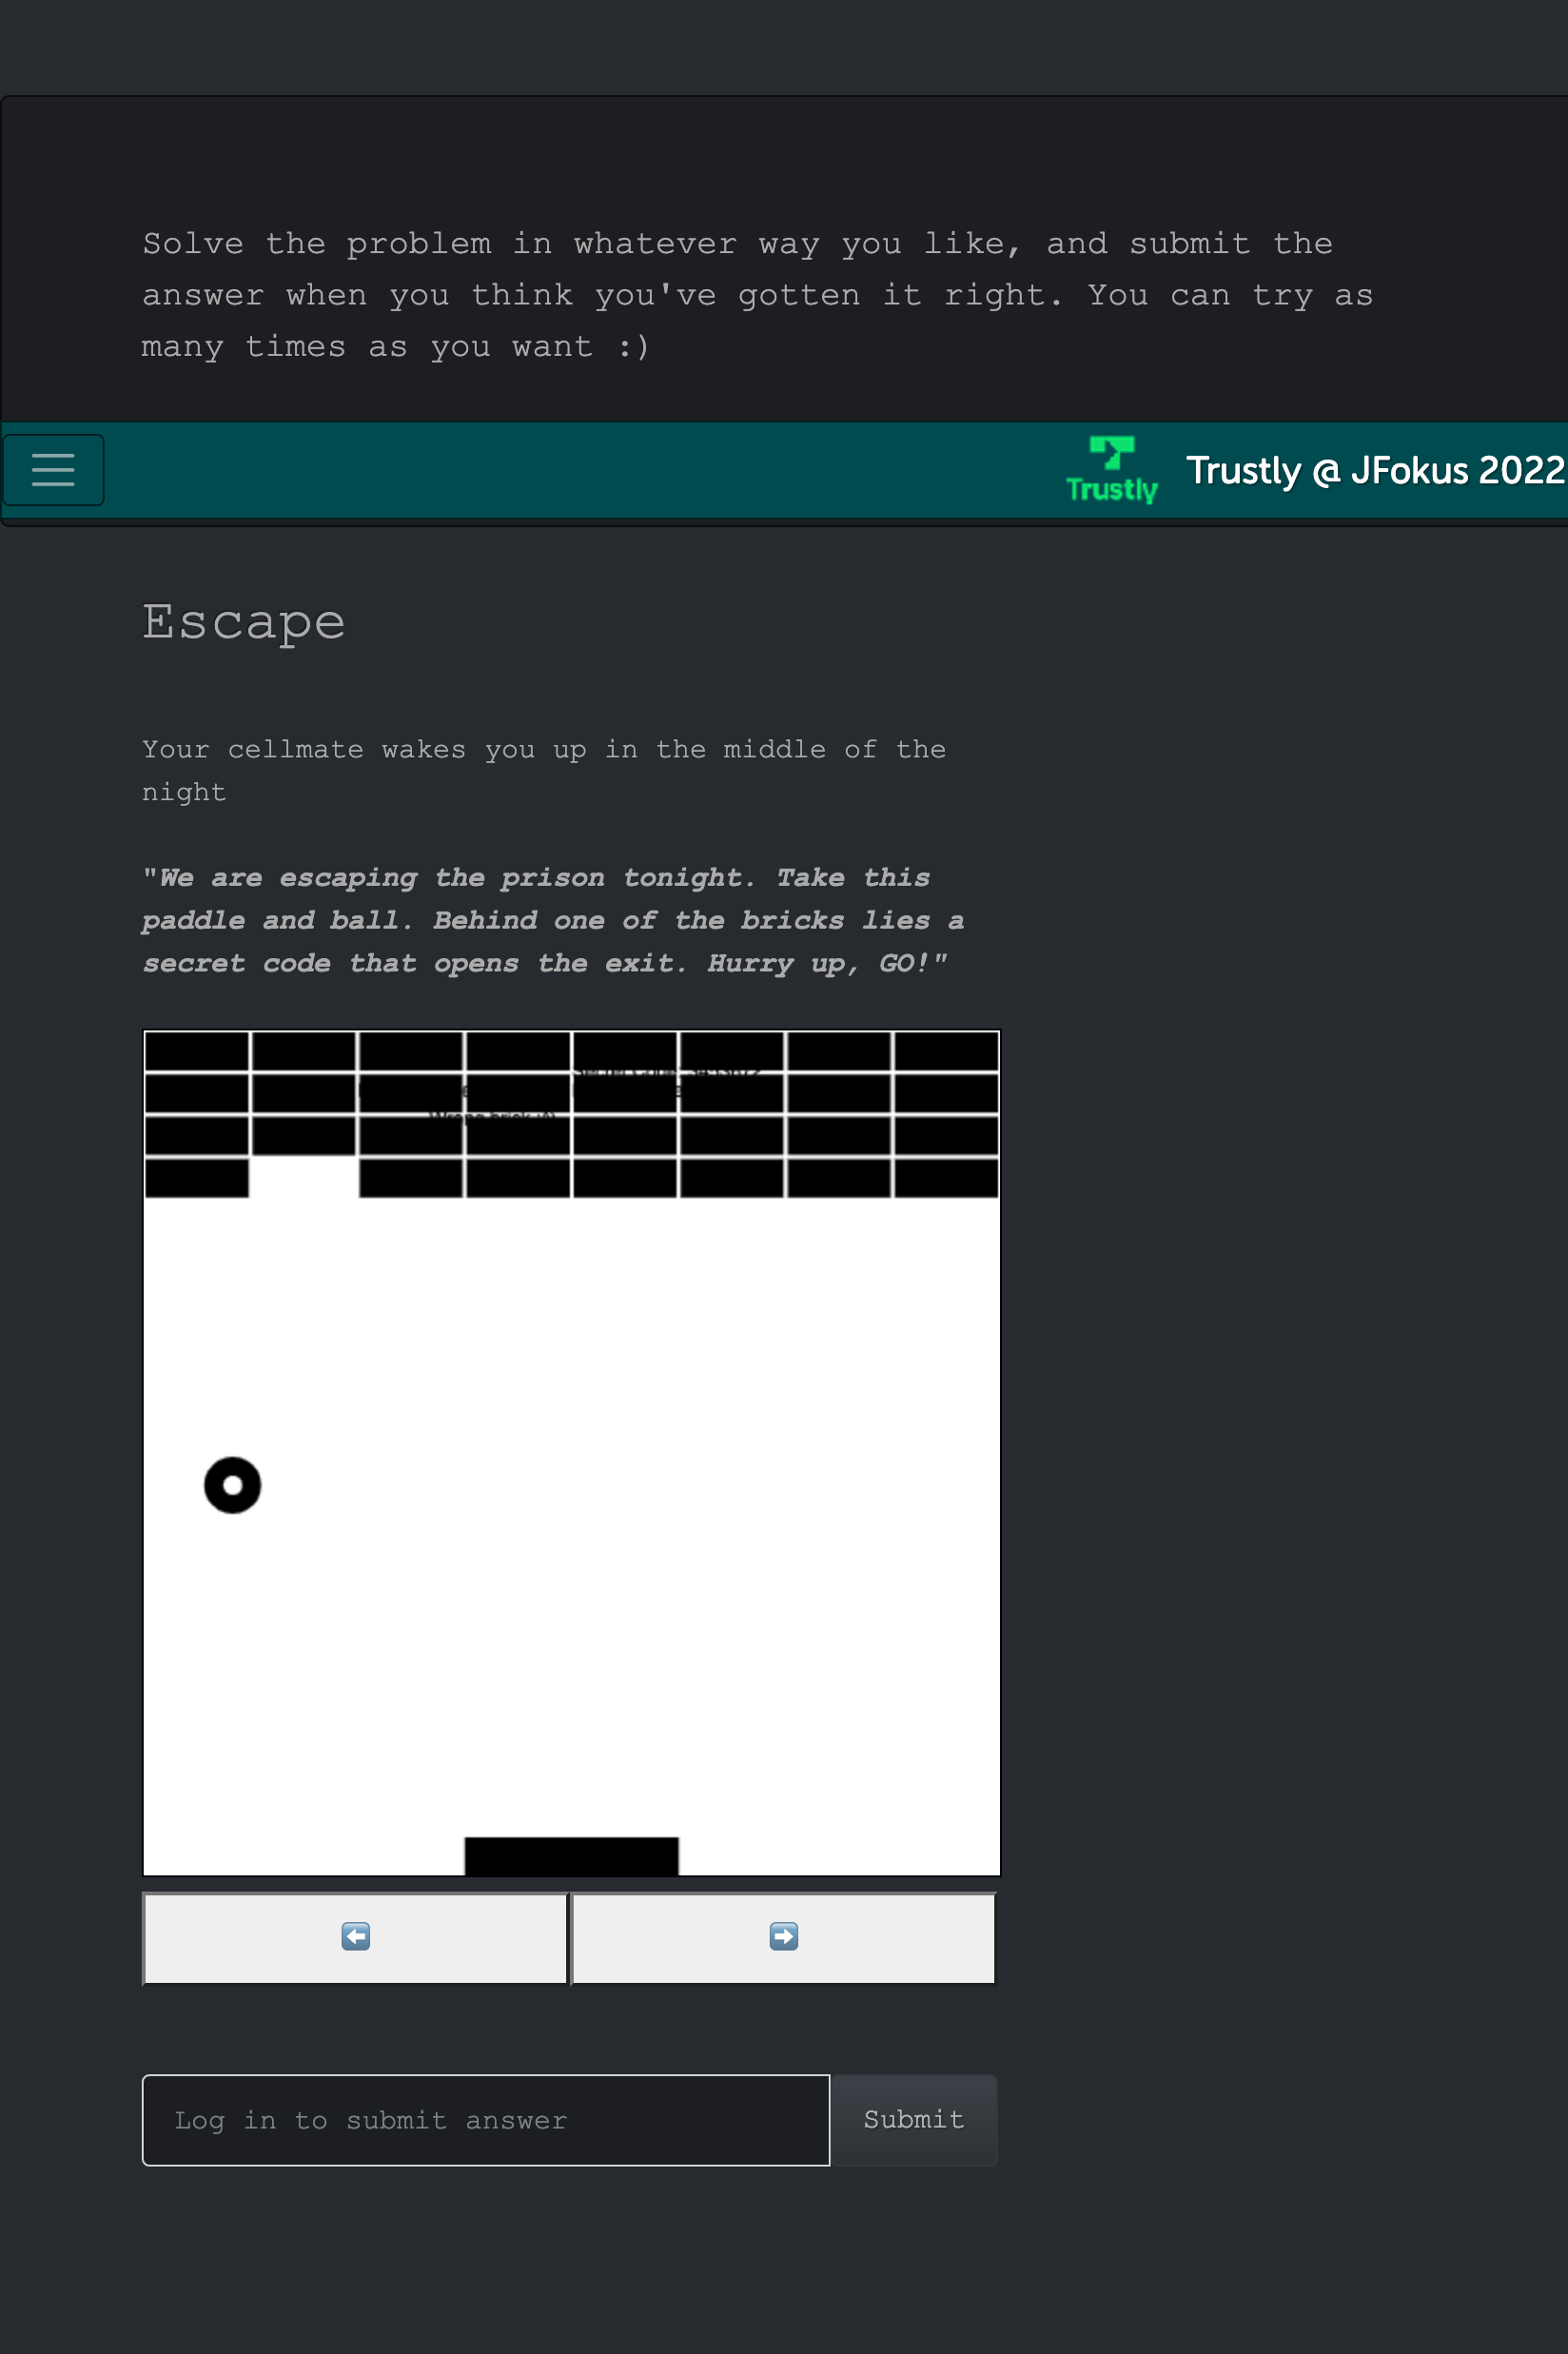 Solve the problem in whatever way you like, and submit the
answer when you think you've gotten it right. You can try as
many times as you want :)
Trustly
Trustly @ JFokus 2022
Escape
Your cellmate wakes you up in the middle of the
night
"We are escaping the prison tonight. Take this
paddle and ball. Behind one of the bricks lies a
secret code that opens the exit. Hurry up, GO!"
Wrong brick
Log in to submit answer
Submit